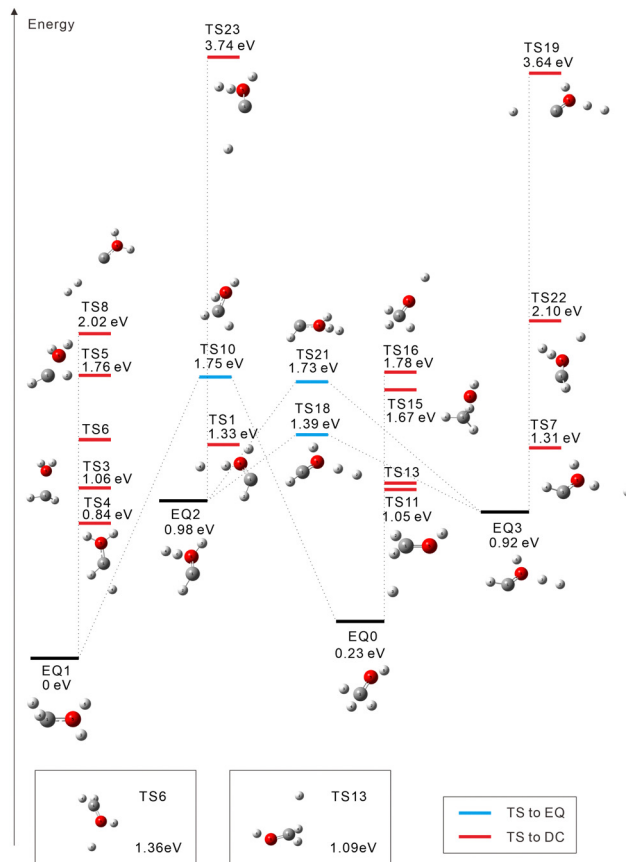 Energy
TS23
3.74 eV
TS19
3.64 eV
TS8
2.02 eV
TS5
1.76 eV
TS6
TS3
1.06 eV
TS4
0.84 eV
EQ1
0 eV
TS10
1.75 eV
TS1
1.33 eV
EQ2
0.98 eV
TS21
1.73 eV
TS18
1.39 eV
TS16
1.78 eV
TS15
1.67 eV
TS13
TS11
1.05 eV
EQ0
0.23 eV
TS22
2.10 eV
TS7
1.31 eV
EQ3
0.92 eV
TS6
1.36eV
TS13
1.09eV
TS to EQ
TS to DC